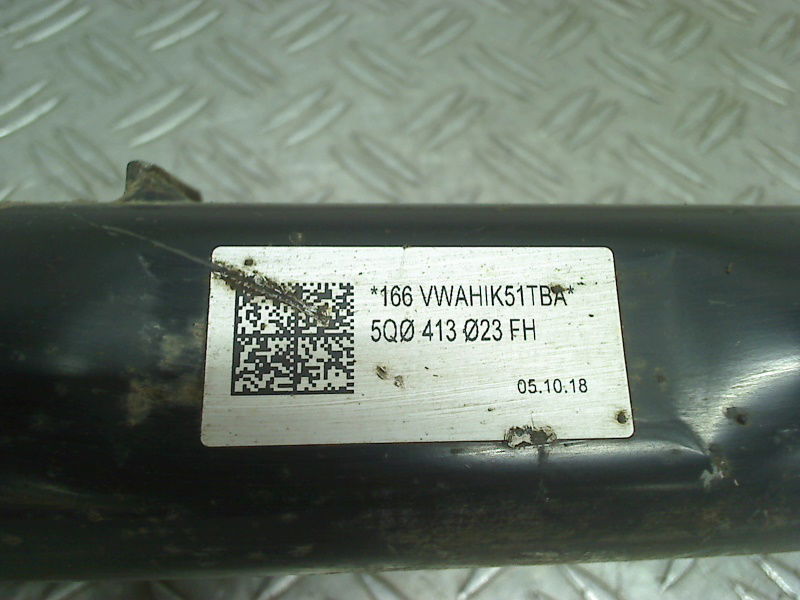 *166 VWAHIK51TBA*
5QØ 413 Ø23 FH
05.10.18